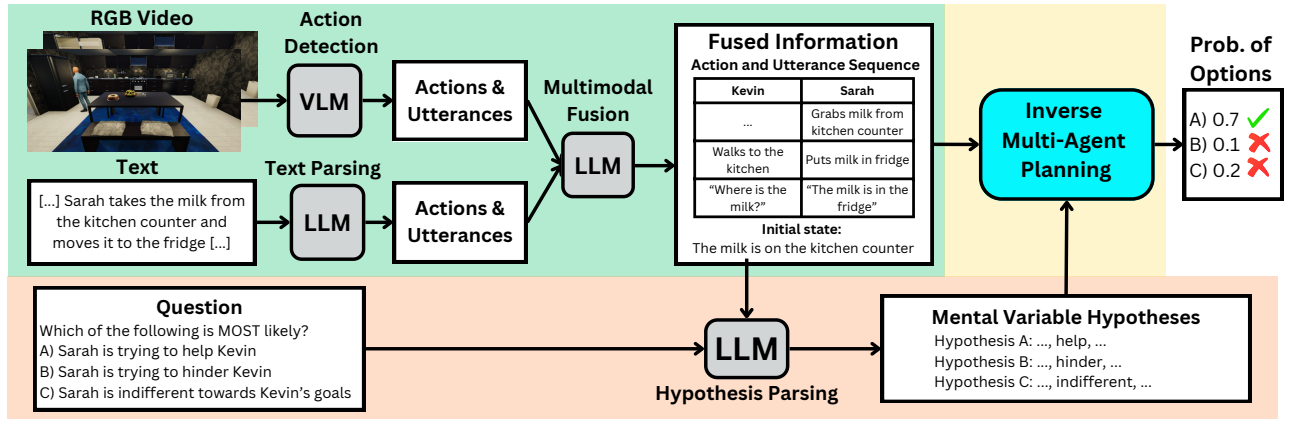 RGB Video
Action
Detection
VLM
Actions &
Utterances
Text
[...] Sarah takes the milk from
the kitchen counter and
moves it to the fridge [...]
Text Parsing
LLM
Actions &
Utterances
Multimodal
Fusion
LLM
Fused Information
Action and Utterance Sequence
Kevin Sarah
... Grabs milk from
kitchen counter
Walks to the
kitchen
Puts milk in fridge
“Where is the
milk?”
“The milk is in the
fridge”
Initial state:
The milk is on the kitchen counter
Inverse
Multi-Agent
Planning
Prob. of
Options
A) 0.7
B) 0.1
C) 0.2
Question
Which of the following is MOST likely?
A) Sarah is trying to help Kevin
B) Sarah is trying to hinder Kevin
C) Sarah is indifferent towards Kevin’s goals
LLM
Hypothesis Parsing
Mental Variable Hypotheses
Hypothesis A: ..., help, ...
Hypothesis B: ..., hinder, ...
Hypothesis C: ..., indifferent, ...